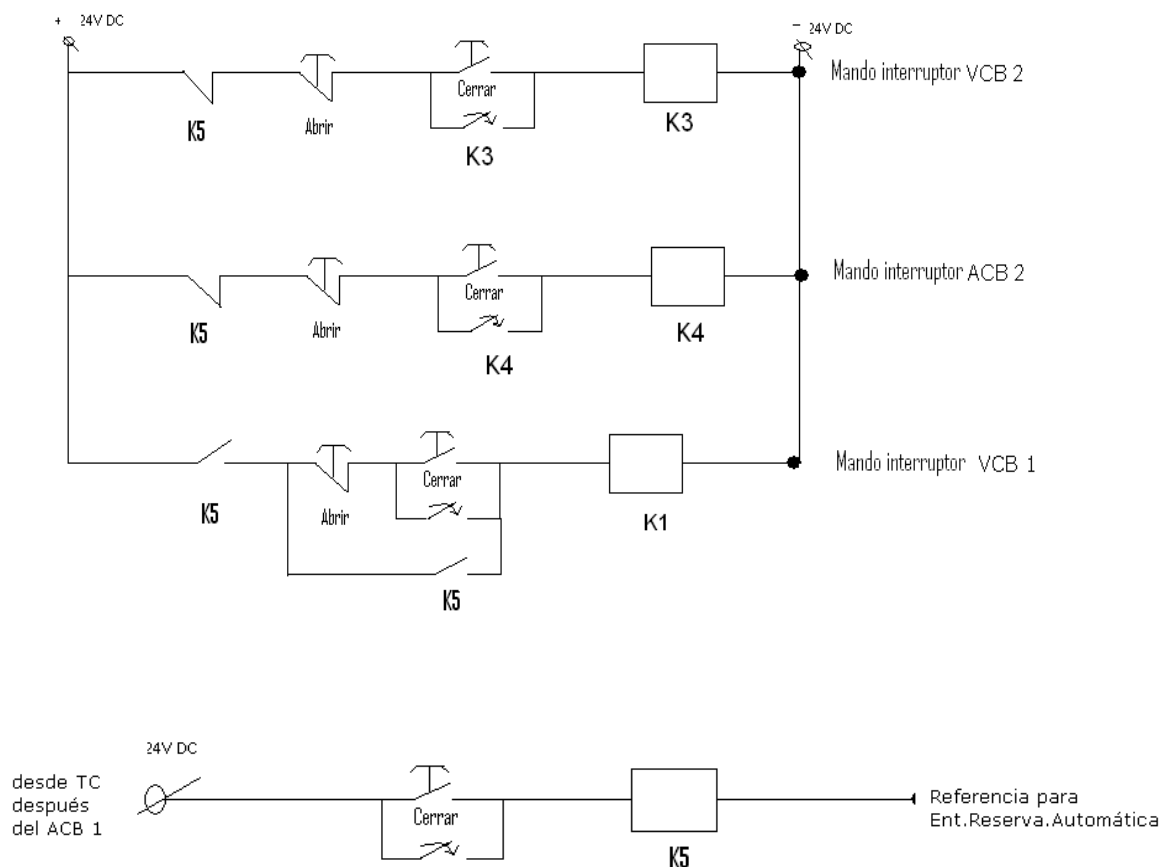 + 24V DC
− 24V DC
Mando interruptor VCB 2
Cerrar
K5
Abrir
K3
K3
Mando interruptor ACB 2
Cerrar
K5
Abrir
K4
K4
Mando interruptor VCB 1
Cerrar
K5
Abrir
K1
K5
24V DC
desde TC
después
del ACB 1
Cerrar
K5
Referencia para
Ent.Reserva.Automática